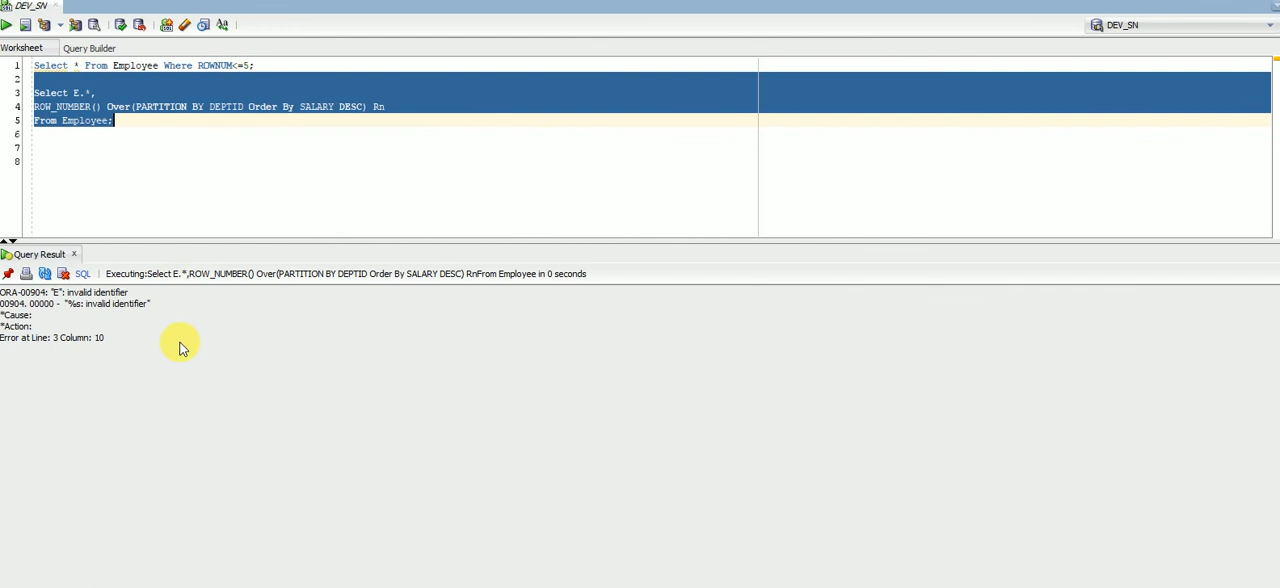 DEV_SN
DEV_SN
Worksheet Query Builder
1 Select * From Employee Where ROWNUM<=5;
2
3 Select E.*,
4 ROW_NUMBER() Over(PARTITION BY DEPTID Order By SALARY DESC) Rn
5 From Employee;
6
7
8
Query Result
SQL Executing:Select E.*,ROW_NUMBER() Over(PARTITION BY DEPTID Order By SALARY DESC) RnFrom Employee in 0 seconds
ORA-00904: "E": invalid identifier
00904. 00000 - "%s: invalid identifier"
*Cause:
*Action:
Error at Line: 3 Column: 10